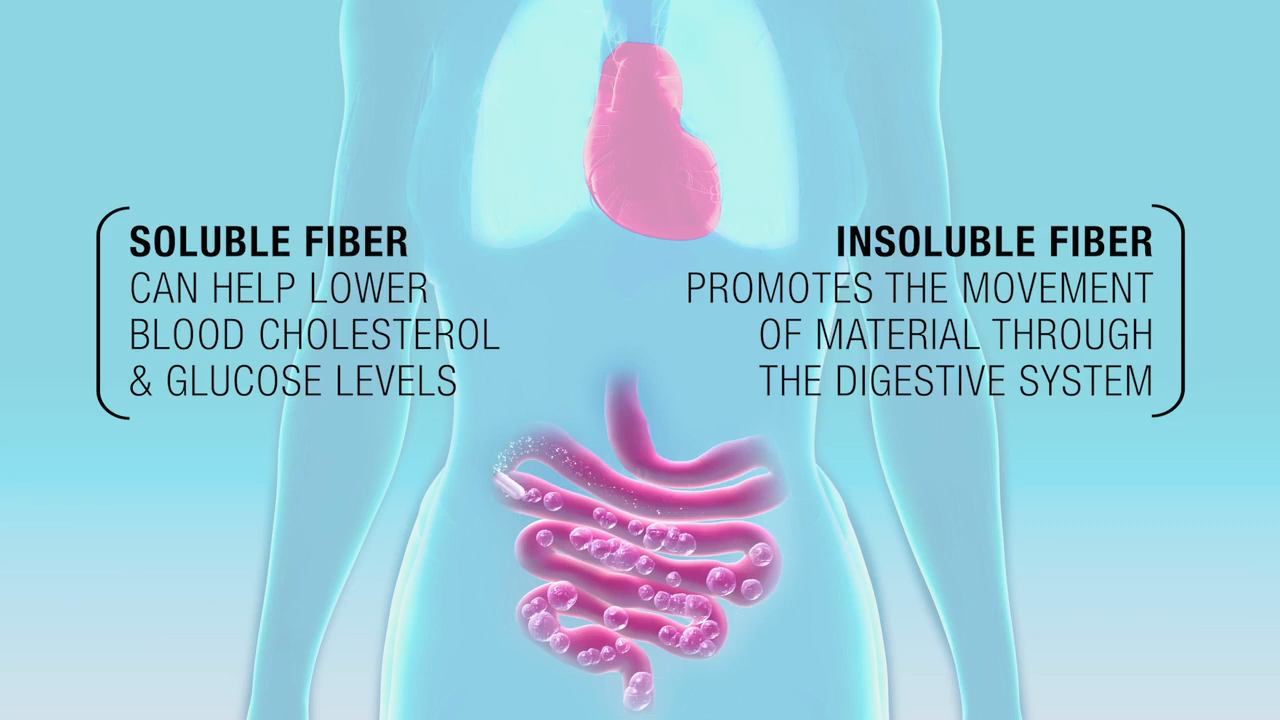 SOLUBLE FIBER
CAN HELP LOWER
BLOOD CHOLESTEROL
& GLUCOSE LEVELS
INSOLUBLE FIBER
PROMOTES THE MOVEMENT
OF MATERIAL THROUGH
THE DIGESTIVE SYSTEM